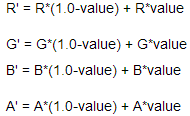 R' = R*(1.0-value) + R*value
G' = G*(1.0-value) + G*value
B' = B*(1.0-value) + B*value
A' = A*(1.0-value) + A*value